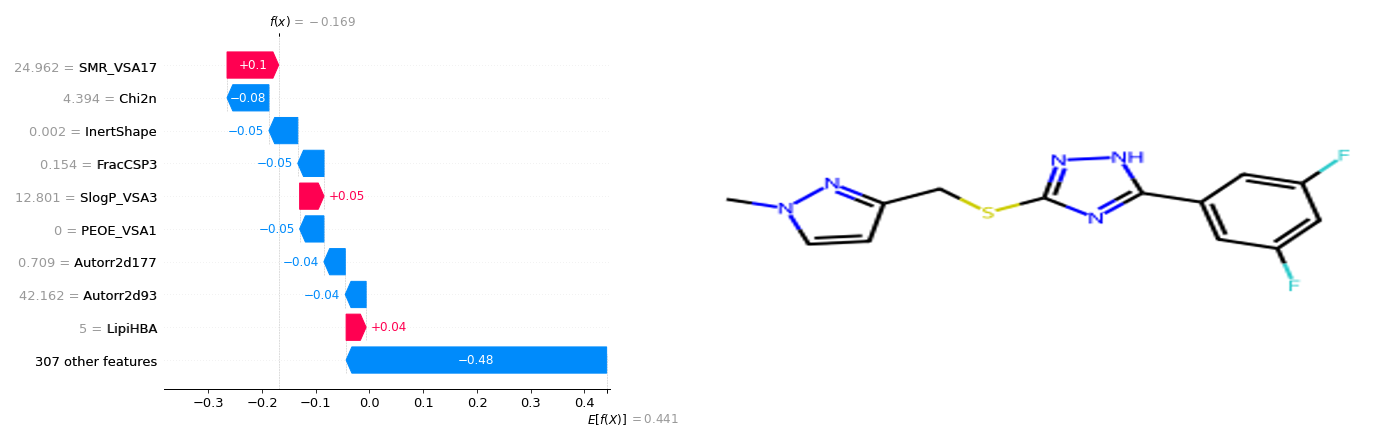 f(x) = −0.169
24.962 = SMR_VSA17
+0.1
4.394 = Chi2n
−0.08
0.002 = InertShape
−0.05
0.154 = FracCSP3
−0.05
12.801 = SlogP_VSA3
+0.05
0 = PEOE_VSA1
−0.05
0.709 = Autorr2d177
−0.04
42.162 = Autorr2d93
−0.04
5 = LipiHBA
+0.04
307 other features
−0.48
−0.3 −0.2 −0.1 0.0 0.1 0.2 0.3 0.4
E[f(X)] = 0.441
N
N
S
N
NH
N
F
F